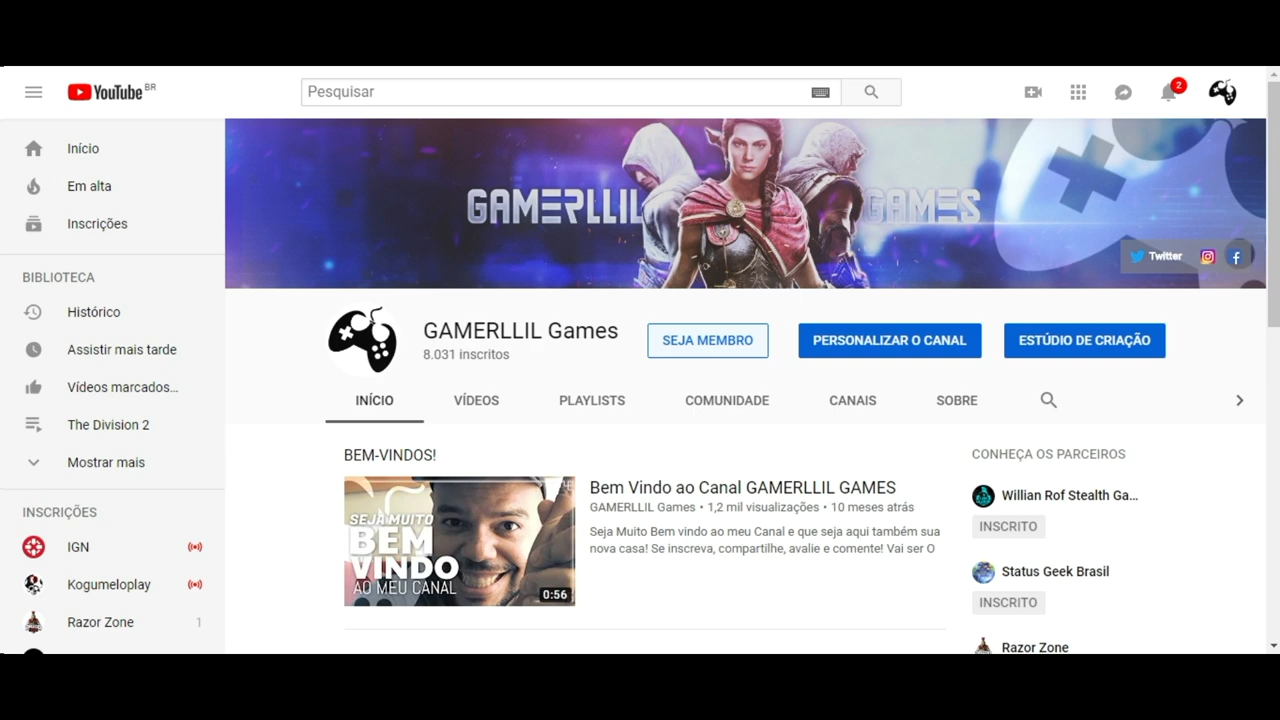 YouTube BR
Pesquisar
2
Início
Em alta
Inscrições
BIBLIOTECA
Histórico
Assistir mais tarde
Vídeos marcados...
The Division 2
Mostrar mais
INSCRIÇÕES
IGN
Kogumeloplay
Razor Zone 1
GAMERLLIL GAMES
Twitter
GAMERLLIL Games
8.031 inscritos
SEJA MEMBRO
PERSONALIZAR O CANAL
ESTÚDIO DE CRIAÇÃO
INÍCIO VÍDEOS PLAYLISTS COMUNIDADE CANAIS SOBRE
BEM-VINDOS!
SEJA MUITO
BEM
VINDO
AO MEU CANAL
0:56
Bem Vindo ao Canal GAMERLLIL GAMES
GAMERLLIL Games • 1,2 mil visualizações • 10 meses atrás
Seja Muito Bem vindo ao meu Canal e que seja aqui também sua
nova casa! Se inscreva, compartilhe, avalie e comente! Vai ser O
CONHEÇA OS PARCEIROS
Willian Rof Stealth Ga...
INSCRITO
Status Geek Brasil
INSCRITO
Razor Zone